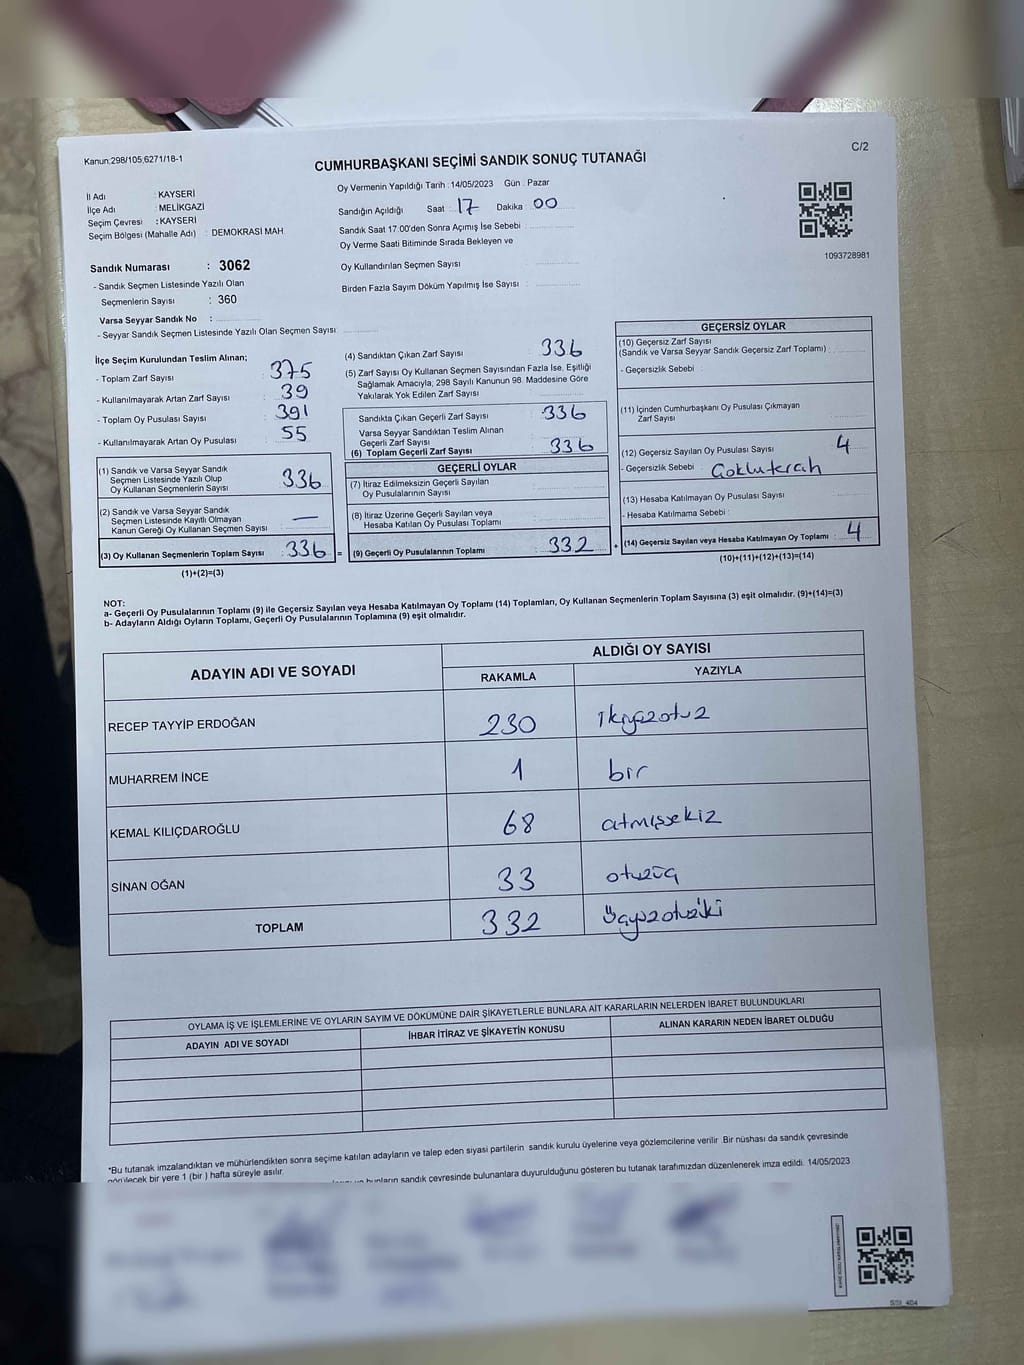 Kanun:298/105,6271/18-1
C/2
CUMHURBAŞKANI SEÇİMİ SANDIK SONUÇ TUTANAĞI
İl Adı : KAYSERİ
İlçe Adı : MELİKGAZİ
Seçim Çevresi : KAYSERİ
Seçim Bölgesi (Mahalle Adı) : DEMOKRASİ MAH.
Oy Vermenin Yapıldığı Tarih :14/05/2023 Gün : Pazar
Sandığın Açıldığı Saat : 17 Dakika : 00
Sandık Saat 17.00'den Sonra Açımış İse Sebebi :
Oy Verme Saati Bitiminde Sırada Bekleyen ve
Oy Kullandırılan Seçmen Sayısı :
Birden Fazla Sayım Döküm Yapılmış İse Sayısı :
1093728981
Sandık Numarası : 3062
- Sandık Seçmen Listesinde Yazılı Olan
Seçmenlerin Sayısı : 360
Varsa Seyyar Sandık No :
- Seyyar Sandık Seçmen Listesinde Yazılı Olan Seçmen Sayısı :
İlçe Seçim Kurulundan Teslim Alınan;
- Toplam Zarf Sayısı : 375
- Kullanılmayarak Artan Zarf Sayısı : 39
- Toplam Oy Pusulası Sayısı : 391
- Kullanılmayarak Artan Oy Pusulası : 55
(1) Sandık ve Varsa Seyyar Sandık
Seçmen Listesinde Yazılı Olup
Oy Kullanan Seçmenlerin Sayısı : 336
(2) Sandık ve Varsa Seyyar Sandık
Seçmen Listesinde Kayıtlı Olmayan
Kanun Gereği Oy Kullanan Seçmen Sayısı : —
(3) Oy Kullanan Seçmenlerin Toplam Sayısı : 336 =
(1)+(2)=(3)
(4) Sandıktan Çıkan Zarf Sayısı : 336
(5) Zarf Sayısı Oy Kullanan Seçmen Sayısından Fazla İse, Eşitliği
Sağlamak Amacıyla; 298 Sayılı Kanunun 98. Maddesine Göre
Yakılarak Yok Edilen Zarf Sayısı :
Sandıkta Çıkan Geçerli Zarf Sayısı : 336
Varsa Seyyar Sandıktan Teslim Alınan
Geçerli Zarf Sayısı :
(6) Toplam Geçerli Zarf Sayısı : 336
GEÇERLİ OYLAR
(7) İtiraz Edilmeksizin Geçerli Sayılan
Oy Pusulalarının Sayısı :
(8) İtiraz Üzerine Geçerli Sayılan veya
Hesaba Katılan Oy Pusulası Toplamı :
(9) Geçerli Oy Pusulalarının Toplamı : 332 +
GEÇERSİZ OYLAR
(10) Geçersiz Zarf Sayısı
(Sandık ve Varsa Seyyar Sandık Geçersiz Zarf Toplamı) :
- Geçersizlik Sebebi :
(11) İçinden Cumhurbaşkanı Oy Pusulası Çıkmayan
Zarf Sayısı :
(12) Geçersiz Sayılan Oy Pusulası Sayısı : 4
- Geçersizlik Sebebi : Çoklu tercih
(13) Hesaba Katılmayan Oy Pusulası Sayısı :
- Hesaba Katılmama Sebebi :
(14) Geçersiz Sayılan veya Hesaba Katılmayan Oy Toplamı : 4
(10)+(11)+(12)+(13)=(14)
NOT:
a- Geçerli Oy Pusulalarının Toplamı (9) ile Geçersiz Sayılan veya Hesaba Katılmayan Oy Toplamı (14) Toplamları, Oy Kullanan Seçmenlerin Toplam Sayısına (3) eşit olmalıdır. (9)+(14)=(3)
b- Adayların Aldığı Oyların Toplamı, Geçerli Oy Pusulalarının Toplamına (9) eşit olmalıdır.
ADAYIN ADI VE SOYADI
ALDIĞI OY SAYISI
RAKAMLA YAZIYLA
RECEP TAYYİP ERDOĞAN 230 ikiyüzotuz
MUHARREM İNCE 1 bir
KEMAL KILIÇDAROĞLU 68 atmışsekiz
SİNAN OĞAN 33 otuzüç
TOPLAM 332 üçyüzotuziki
OYLAMA İŞ VE İŞLEMLERİNE VE OYLARIN SAYIM VE DÖKÜMÜNE DAİR ŞİKAYETLERLE BUNLARA AİT KARARLARIN NELERDEN İBARET BULUNDUKLARI
ADAYIN ADI VE SOYADI İHBAR İTİRAZ VE ŞİKAYETİN KONUSU ALINAN KARARIN NEDEN İBARET OLDUĞU
*Bu tutanak imzalandıktan ve mühürlendikten sonra seçime katılan adayların ve talep eden siyasi partilerin sandık kurulu üyelerine veya gözlemcilerine verilir. Bir nüshası da sandık çevresinde
görülecek bir yere 1 (bir ) hafta süreyle asılır.
bunların sandık çevresinde bulunanlara duyurulduğunu gösteren bu tutanak tarafımızdan düzenlenerek imza edildi. 14/05/2023